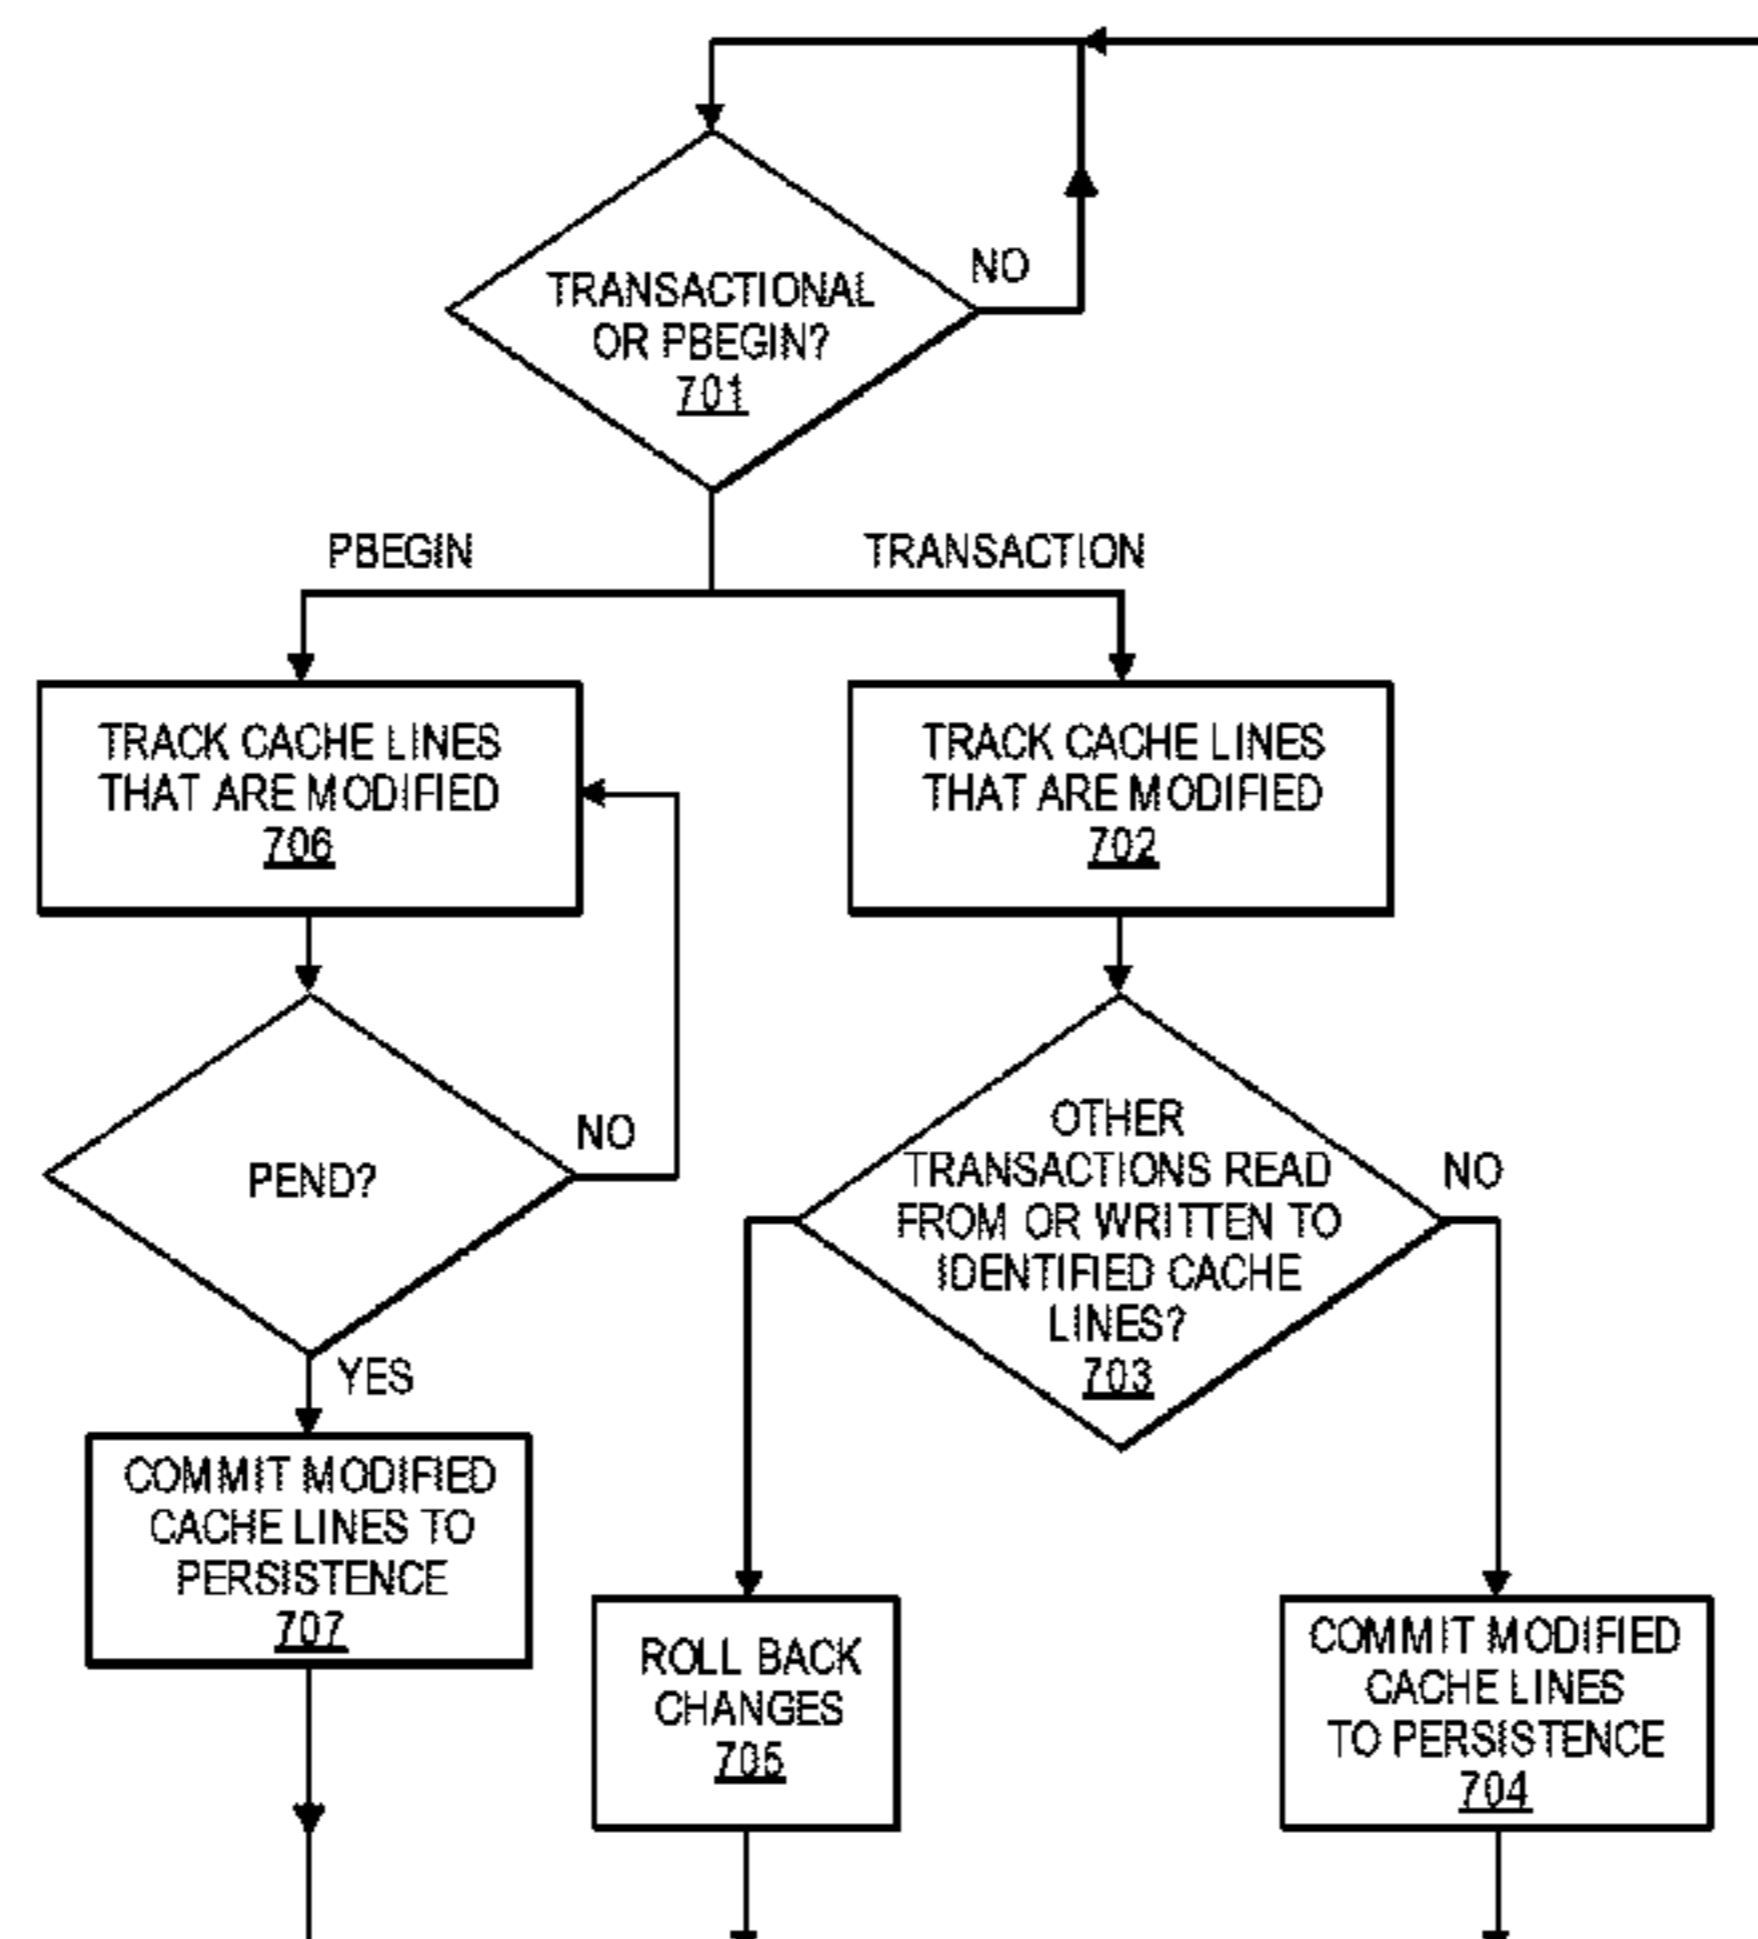 NO
TRANSACTIONAL
OR PBEGIN?
701
PBEGIN
TRANSACTION
TRACK CACHE LINES
THAT ARE MODIFIED
706
TRACK CACHE LINES
THAT ARE MODIFIED
702
PEND?
NO
YES
OTHER
TRANSACTIONS READ
FROM OR WRITTEN TO
IDENTIFIED CACHE
LINES?
703
NO
COMMIT MODIFIED
CACHE LINES TO
PERSISTENCE
707
ROLL BACK
CHANGES
705
COMMIT MODIFIED
CACHE LINES
TO PERSISTENCE
704